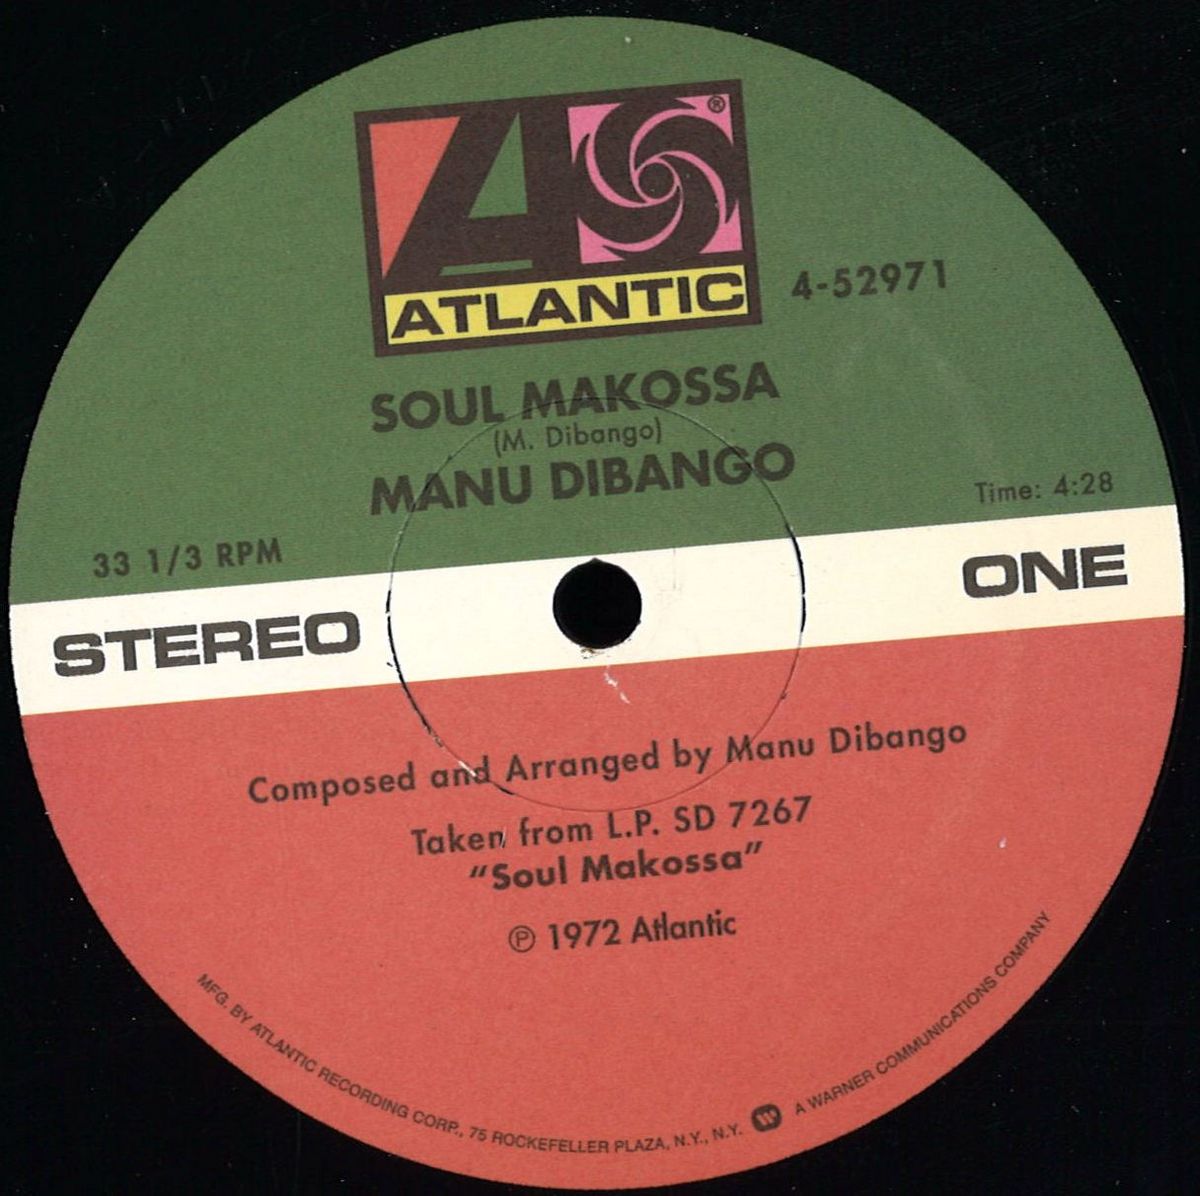 ®
ATLANTIC
4-52971
SOUL MAKOSSA
(M. Dibango)
MANU DIBANGO
Time: 4:28
33 1/3 RPM
STEREO
ONE
Composed and Arranged by Manu Dibango
Taken from L.P. SD 7267
"Soul Makossa"
℗ 1972 Atlantic
MFG. BY ATLANTIC RECORDING CORP., 75 ROCKEFELLER PLAZA, N.Y., N.Y. A WARNER COMMUNICATIONS COMPANY